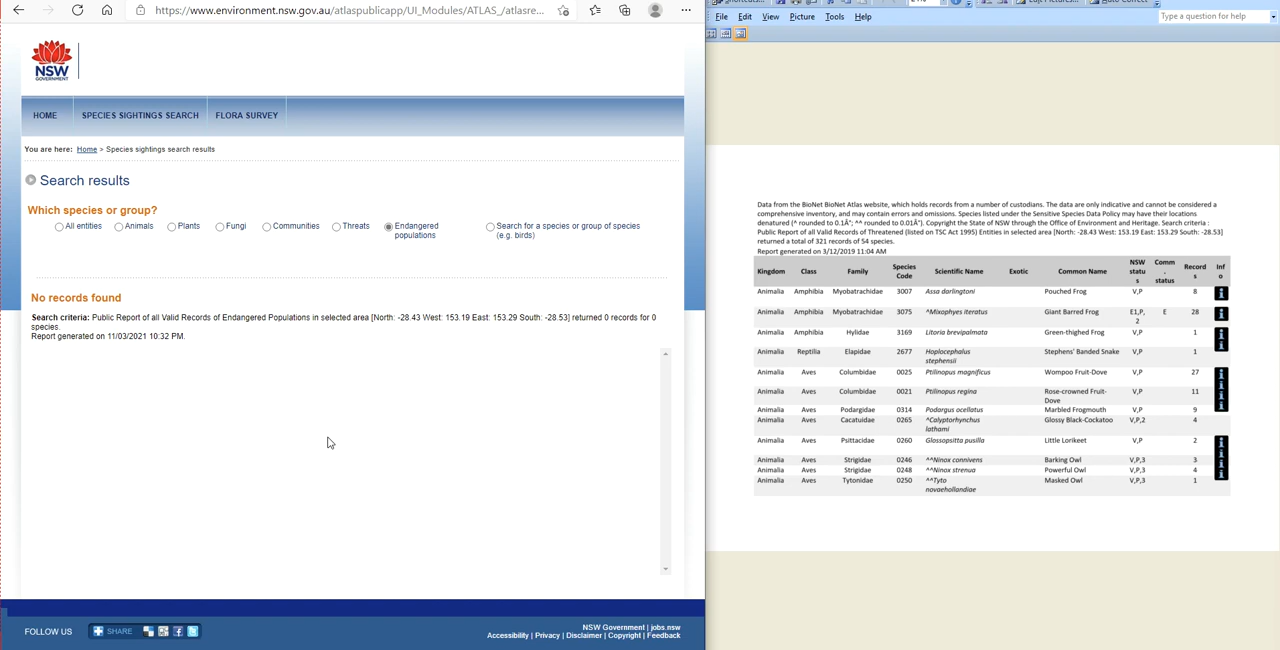 https://www.environment.nsw.gov.au/atlaspublicapp/UI_Modules/ATLAS_/atlasre...
NSW
GOVERNMENT
HOME
SPECIES SIGHTINGS SEARCH
FLORA SURVEY
You are here: Home > Species sightings search results
Search results
Which species or group?
All entities
Animals
Plants
Fungi
Communities
Threats
Endangered
populations
Search for a species or group of species
(e.g. birds)
No records found
Search criteria: Public Report of all Valid Records of Endangered Populations in selected area [North: -28.43 West: 153.19 East: 153.29 South: -28.53] returned 0 records for 0
species.
Report generated on 11/03/2021 10:32 PM.
FOLLOW US
SHARE
NSW Government | jobs.nsw
Accessibility | Privacy | Disclaimer | Copyright | Feedback
File Edit View Picture Tools Help
Type a question for help
Data from the BioNet BioNet Atlas website, which holds records from a number of custodians. The data are only indicative and cannot be considered a
comprehensive inventory, and may contain errors and omissions. Species listed under the Sensitive Species Data Policy may have their locations
denatured (^ rounded to 0.1Â°; ^^ rounded to 0.01Â°). Copyright the State of NSW through the Office of Environment and Heritage. Search criteria :
Public Report of all Valid Records of Threatened (listed on TSC Act 1995) Entities in selected area [North: -28.43 West: 153.19 East: 153.29 South: -28.53]
returned a total of 321 records of 54 species.
Report generated on 3/12/2019 11:04 AM
Kingdom Class Family Species Code Scientific Name Exotic Common Name NSW statu s Comm . status Record s Inf o
Animalia Amphibia Myobatrachidae 3007 Assa darlingtoni Pouched Frog V,P 8
Animalia Amphibia Myobatrachidae 3075 ^Mixophyes iteratus Giant Barred Frog E1,P, 2 E 28
Animalia Amphibia Hylidae 3169 Litoria brevipalmata Green-thighed Frog V,P 1
Animalia Reptilia Elapidae 2677 Hoplocephalus stephensii Stephens' Banded Snake V,P 1
Animalia Aves Columbidae 0025 Ptilinopus magnificus Wompoo Fruit-Dove V,P 27
Animalia Aves Columbidae 0021 Ptilinopus regina Rose-crowned Fruit-Dove V,P 11
Animalia Aves Podargidae 0314 Podargus ocellatus Marbled Frogmouth V,P 9
Animalia Aves Cacatuidae 0265 ^Calyptorhynchus lathami Glossy Black-Cockatoo V,P,2 4
Animalia Aves Psittacidae 0260 Glossopsitta pusilla Little Lorikeet V,P 2
Animalia Aves Strigidae 0246 ^^Ninox connivens Barking Owl V,P,3 3
Animalia Aves Strigidae 0248 ^^Ninox strenua Powerful Owl V,P,3 4
Animalia Aves Tytonidae 0250 ^^Tyto novaehollandiae Masked Owl V,P,3 1